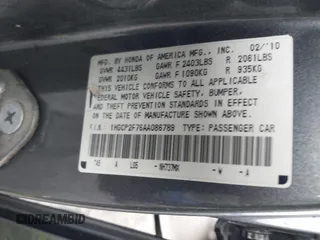 MFD. BY HONDA OF AMERICA MFG., INC. 02/10
GVWR 4431LBS GAWR F 2403LBS R 2061LBS
GVWR 2010KG GAWR F 1090KG R 935KG
THIS VEHICLE CONFORMS TO ALL APPLICABLE
FEDERAL MOTOR VEHICLE SAFETY, BUMPER,
AND THEFT PREVENTION STANDARDS IN EFFECT
ON THE DATE OF MANUFACTURE SHOWN ABOVE.
V.I.N.: 1HGCP2F76AA086789 TYPE: PASSENGER CAR
A NH737MX - W - A
DREAMBID